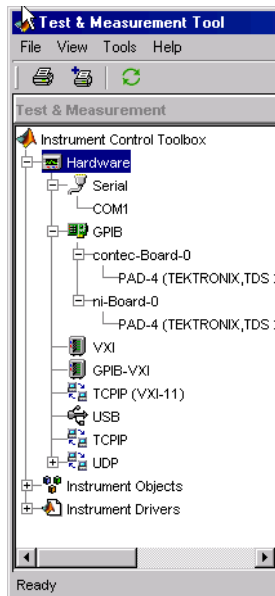 Test & Measurement Tool
File View Tools Help
Test & Measurement
Instrument Control Toolbox
Hardware
Serial
COM1
GPIB
contec-Board-0
PAD-4 (TEKTRONIX,TDS
ni-Board-0
PAD-4 (TEKTRONIX,TDS
VXI
GPIB-VXI
TCPIP (VXI-11)
USB
TCPIP
UDP
Instrument Objects
Instrument Drivers
Ready